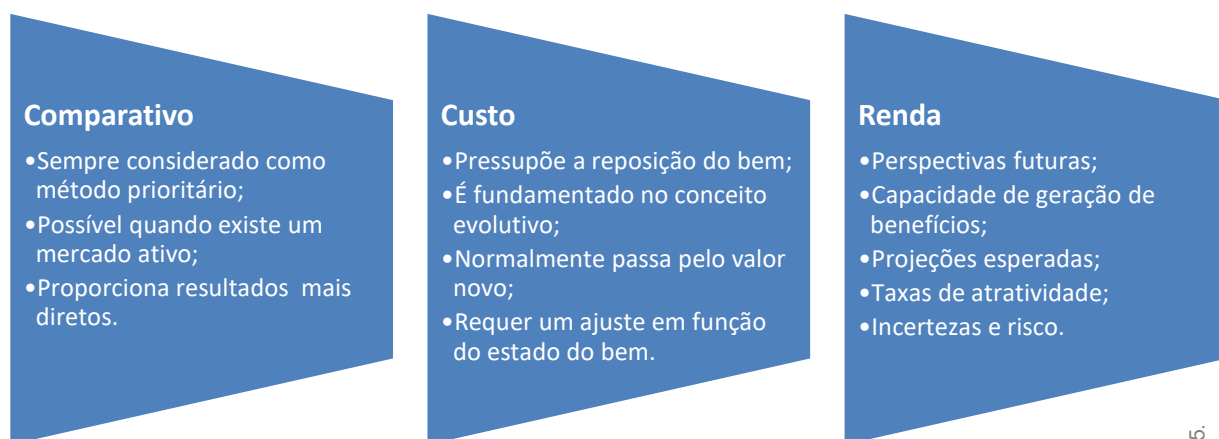 Comparativo
•Sempre considerado como
método prioritário;
•Possível quando existe um
mercado ativo;
•Proporciona resultados mais
diretos.
Custo
•Pressupõe a reposição do bem;
•É fundamentado no conceito
evolutivo;
•Normalmente passa pelo valor
novo;
•Requer um ajuste em função
do estado do bem.
Renda
•Perspectivas futuras;
•Capacidade de geração de
benefícios;
•Projeções esperadas;
•Taxas de atratividade;
•Incertezas e risco.
5.